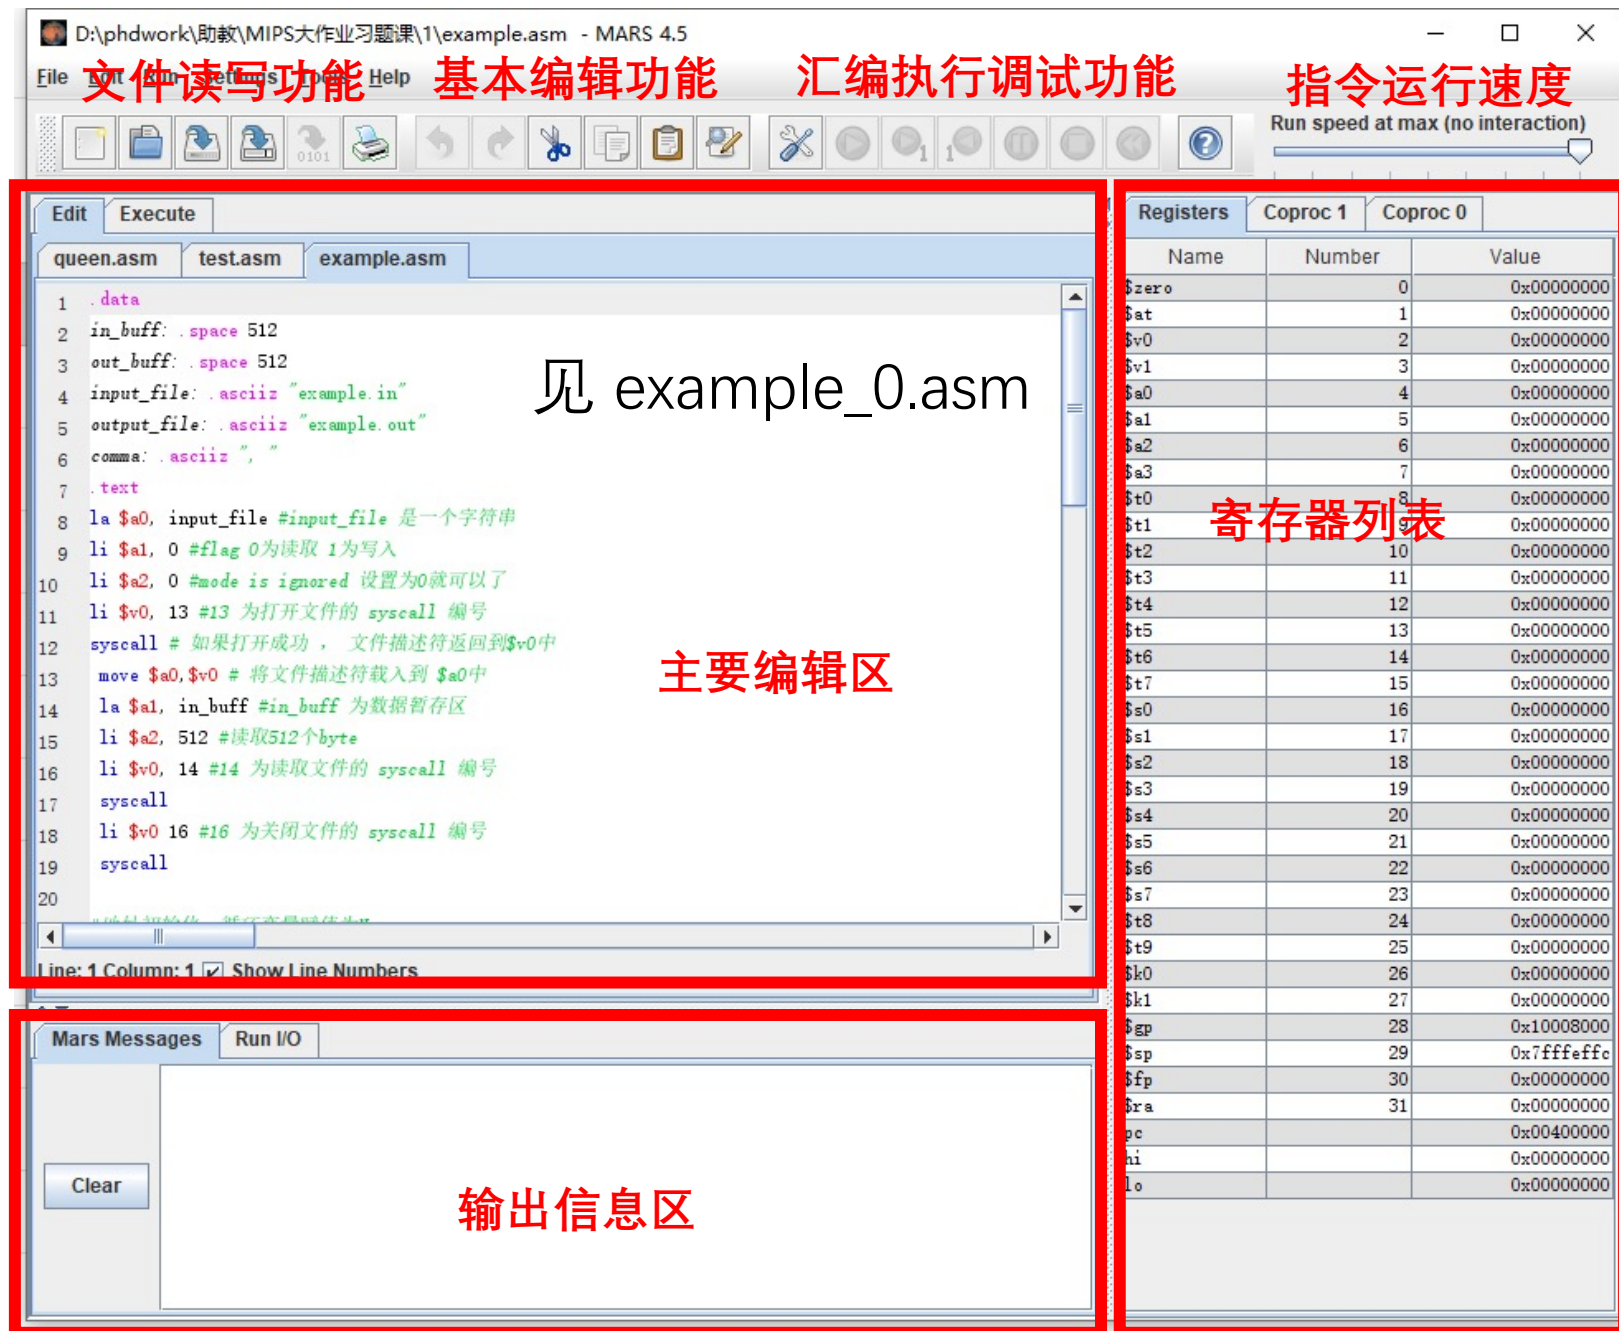 D:\phdwork\助教\MIPS大作业习题课\1\example.asm - MARS 4.5
File Edit Run Settings Tools Help
文件读写功能 基本编辑功能 汇编执行调试功能 指令运行速度
Run speed at max (no interaction)
Edit Execute
queen.asm test.asm example.asm
1 .data
2 in_buff: .space 512
3 out_buff: .space 512
4 input_file: .asciiz "example.in"
5 output_file: .asciiz "example.out"
6 comma: .asciiz ", "
7 .text
8 la $a0, input_file #input_file 是一个字符串
9 li $a1, 0 #flag 0为读取 1为写入
10 li $a2, 0 #mode is ignored 设置为0就可以了
11 li $v0, 13 #13 为打开文件的 syscall 编号
12 syscall # 如果打开成功 ， 文件描述符返回到$v0中
13 move $a0,$v0 # 将文件描述符载入到 $a0中
14 la $a1, in_buff #in_buff 为数据暂存区
15 li $a2, 512 #读取512个byte
16 li $v0, 14 #14 为读取文件的 syscall 编号
17 syscall
18 li $v0 16 #16 为关闭文件的 syscall 编号
19 syscall
20
见 example_0.asm
主要编辑区
Line: 1 Column: 1 Show Line Numbers
Mars Messages Run I/O
Clear
输出信息区
Registers Coproc 1 Coproc 0
Name Number Value
$zero 0 0x00000000
$at 1 0x00000000
$v0 2 0x00000000
$v1 3 0x00000000
$a0 4 0x00000000
$a1 5 0x00000000
$a2 6 0x00000000
$a3 7 0x00000000
$t0 8 0x00000000
$t1 9 0x00000000
寄存器列表
$t2 10 0x00000000
$t3 11 0x00000000
$t4 12 0x00000000
$t5 13 0x00000000
$t6 14 0x00000000
$t7 15 0x00000000
$s0 16 0x00000000
$s1 17 0x00000000
$s2 18 0x00000000
$s3 19 0x00000000
$s4 20 0x00000000
$s5 21 0x00000000
$s6 22 0x00000000
$s7 23 0x00000000
$t8 24 0x00000000
$t9 25 0x00000000
$k0 26 0x00000000
$k1 27 0x00000000
$gp 28 0x10008000
$sp 29 0x7fffeffc
$fp 30 0x00000000
$ra 31 0x00000000
pc 0x00400000
hi 0x00000000
lo 0x00000000